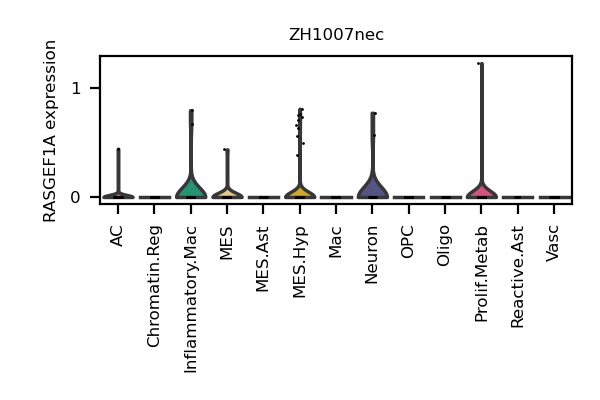 ZH1007nec
RASGEF1A expression
1
0
AC
Chromatin.Reg
Inflammatory.Mac
MES
MES.Ast
MES.Hyp
Mac
Neuron
OPC
Oligo
Prolif.Metab
Reactive.Ast
Vasc